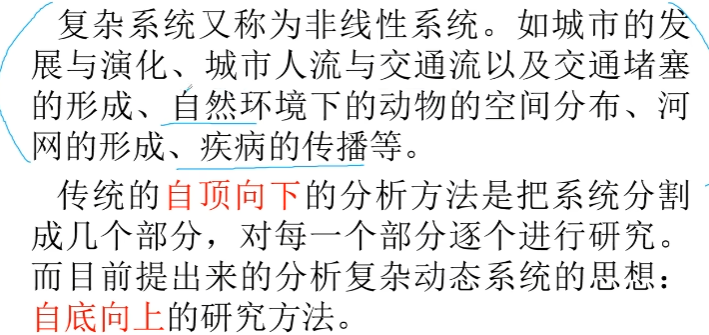 复杂系统又称为非线性系统。如城市的发
展与演化、城市人流与交通流以及交通堵塞
的形成、自然环境下的动物的空间分布、河
网的形成、疾病的传播等。
传统的自顶向下的分析方法是把系统分割
成几个部分，对每一个部分逐个进行研究。
而目前提出来的分析复杂动态系统的思想：
自底向上的研究方法。